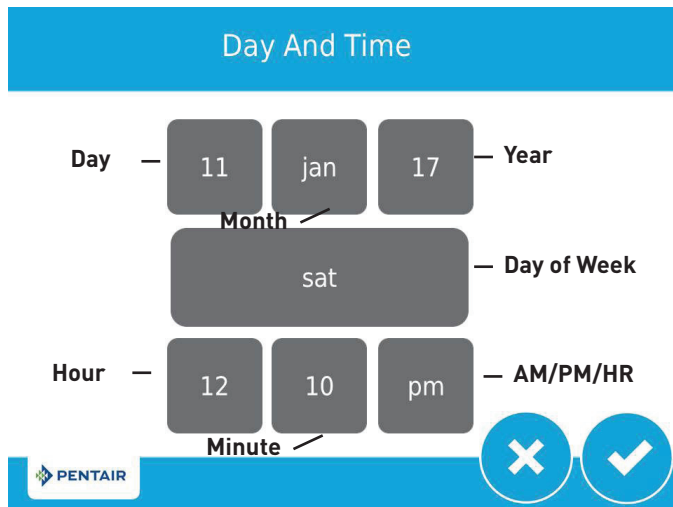 Day And Time
Day 11 jan 17 Year
Month
sat Day of Week
Hour 12 10 pm AM/PM/HR
Minute
PENTAIR